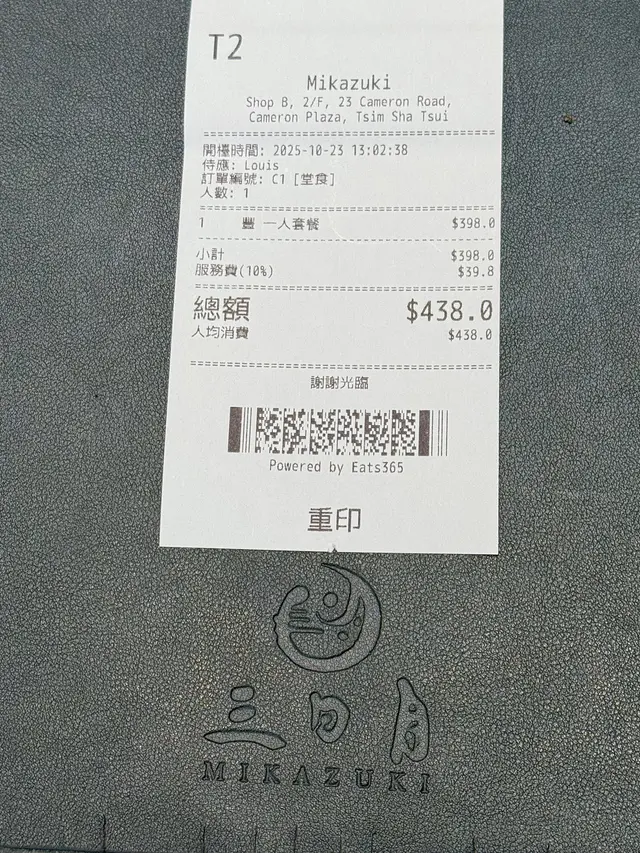 T2
Mikazuki
Shop B, 2/F, 23 Cameron Road,
Cameron Plaza, Tsim Sha Tsui
開檯時間: 2025-10-23 13:02:38
侍應: Louis
訂單編號: C1 [堂食]
人數: 1
1 豐 一人套餐 $398.0
小計 $398.0
服務費(10%) $39.8
總額 $438.0
人均消費 $438.0
謝謝光臨
Powered by Eats365
重印
三日月
MIKAZUKI